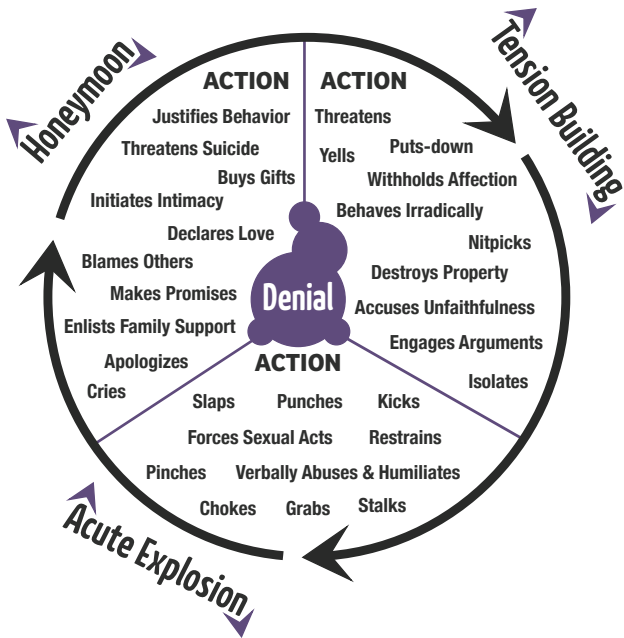 Honeymoon
ACTION
Justifies Behavior
Threatens Suicide
Buys Gifts
Initiates Intimacy
Declares Love
Blames Others
Makes Promises
Enlists Family Support
Apologizes
Cries
Tension Building
ACTION
Threatens
Puts-down
Yells
Withholds Affection
Behaves Irradically
Nitpicks
Destroys Property
Accuses Unfaithfulness
Engages Arguments
Isolates
Denial
Acute Explosion
ACTION
Slaps Punches Kicks
Forces Sexual Acts Restrains
Pinches Verbally Abuses & Humiliates
Chokes Grabs Stalks